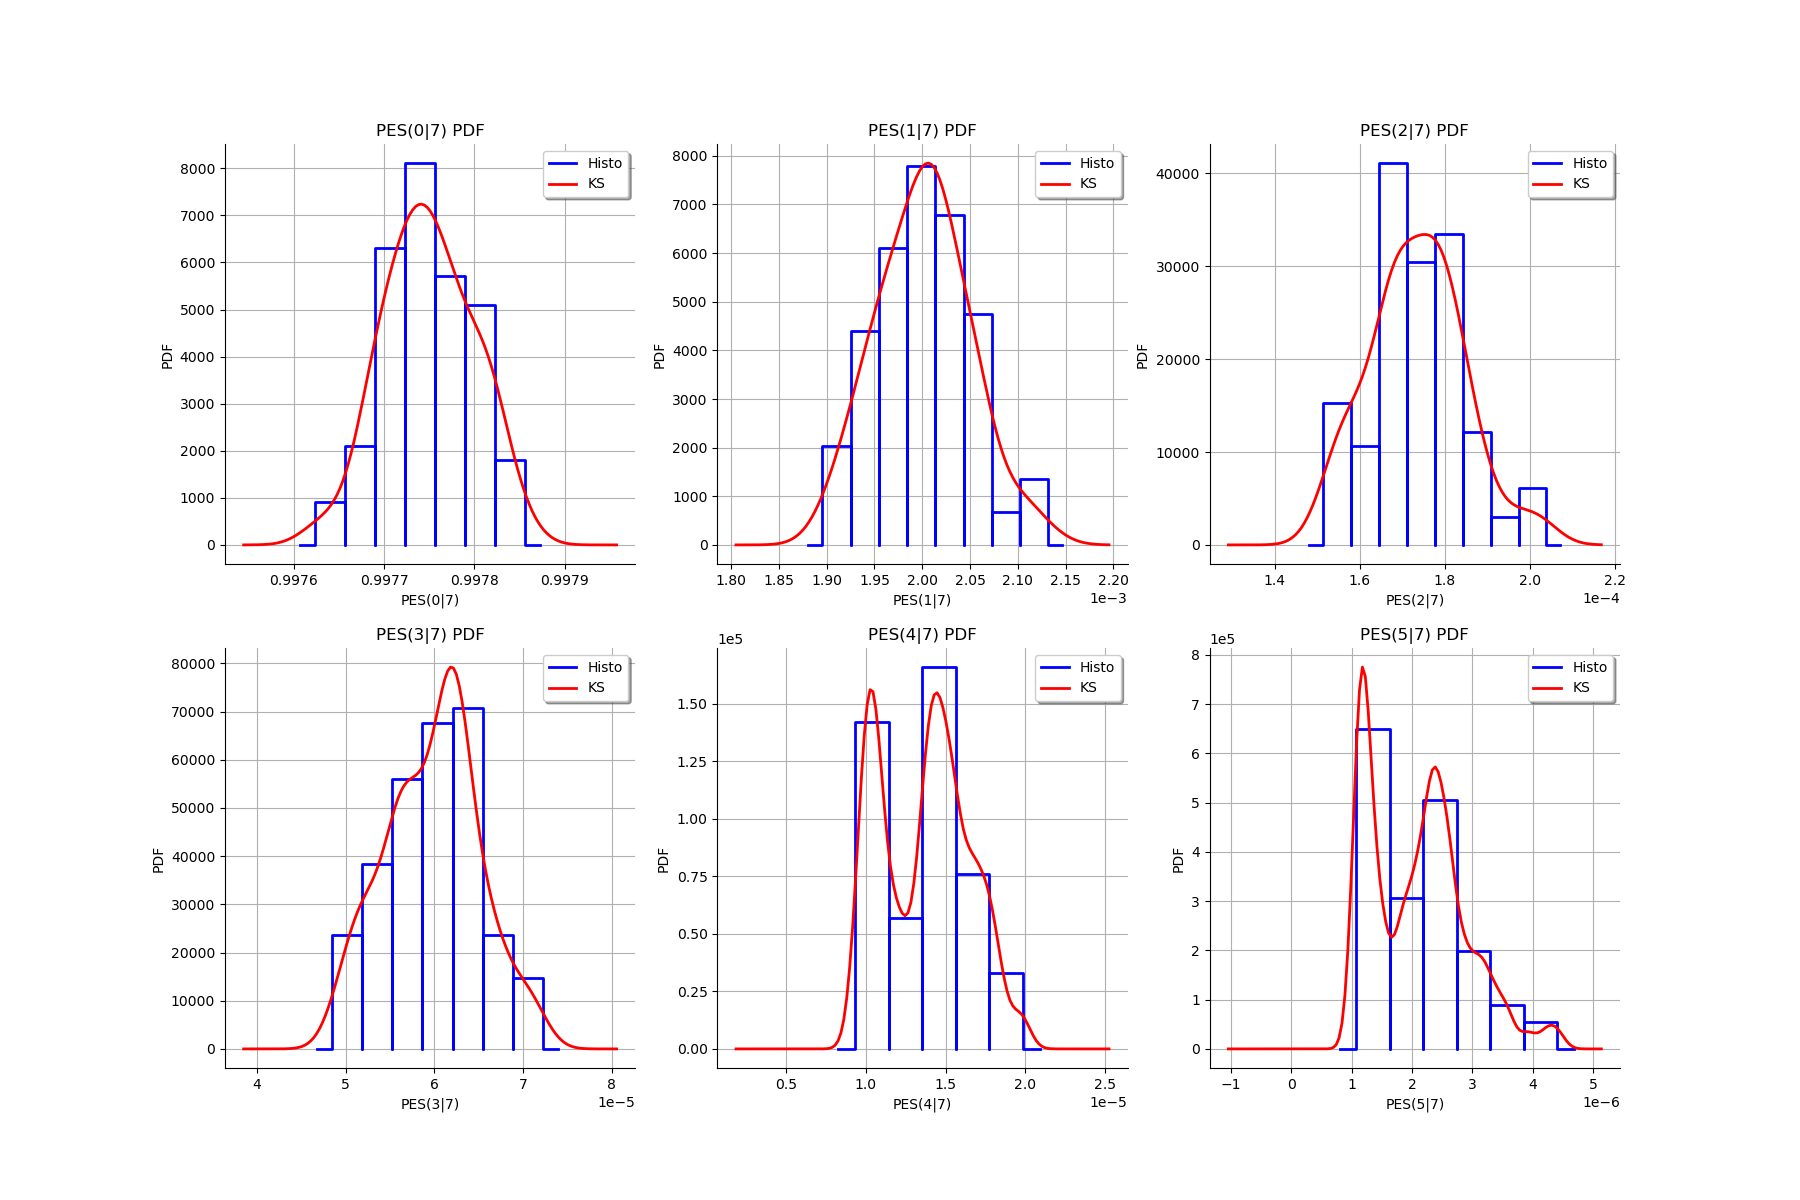 PES(0|7) PDF
8000
7000
6000
5000
4000
3000
2000
1000
0
PDF
0.9976 0.9977 0.9978 0.9979
PES(0|7)
Histo
KS
PES(1|7) PDF
8000
7000
6000
5000
4000
3000
2000
1000
0
PDF
1.80 1.85 1.90 1.95 2.00 2.05 2.10 2.15 2.20
PES(1|7)
1e−3
Histo
KS
PES(2|7) PDF
40000
30000
20000
10000
0
PDF
1.4 1.6 1.8 2.0 2.2
PES(2|7)
1e−4
Histo
KS
PES(3|7) PDF
80000
70000
60000
50000
40000
30000
20000
10000
0
PDF
4 5 6 7 8
PES(3|7)
1e−5
Histo
KS
PES(4|7) PDF
1e5
1.50
1.25
1.00
0.75
0.50
0.25
0.00
PDF
0.5 1.0 1.5 2.0 2.5
PES(4|7)
1e−5
Histo
KS
PES(5|7) PDF
1e5
8
7
6
5
4
3
2
1
0
PDF
−1 0 1 2 3 4 5
PES(5|7)
1e−6
Histo
KS